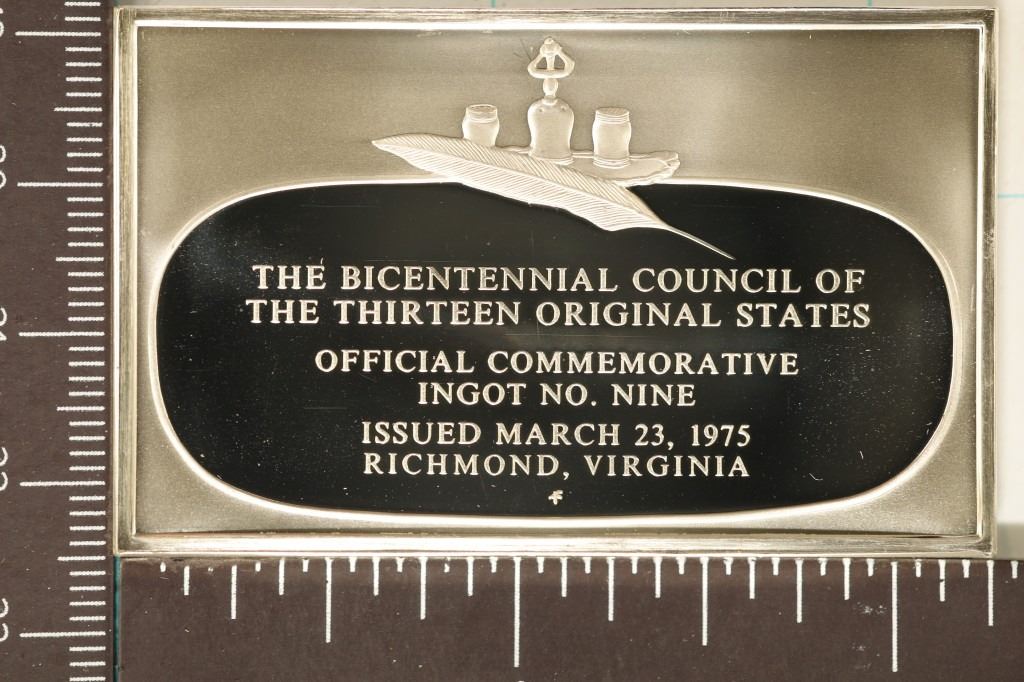 THE BICENTENNIAL COUNCIL OF
THE THIRTEEN ORIGINAL STATES
OFFICIAL COMMEMORATIVE
INGOT NO. NINE
ISSUED MARCH 23, 1975
RICHMOND, VIRGINIA